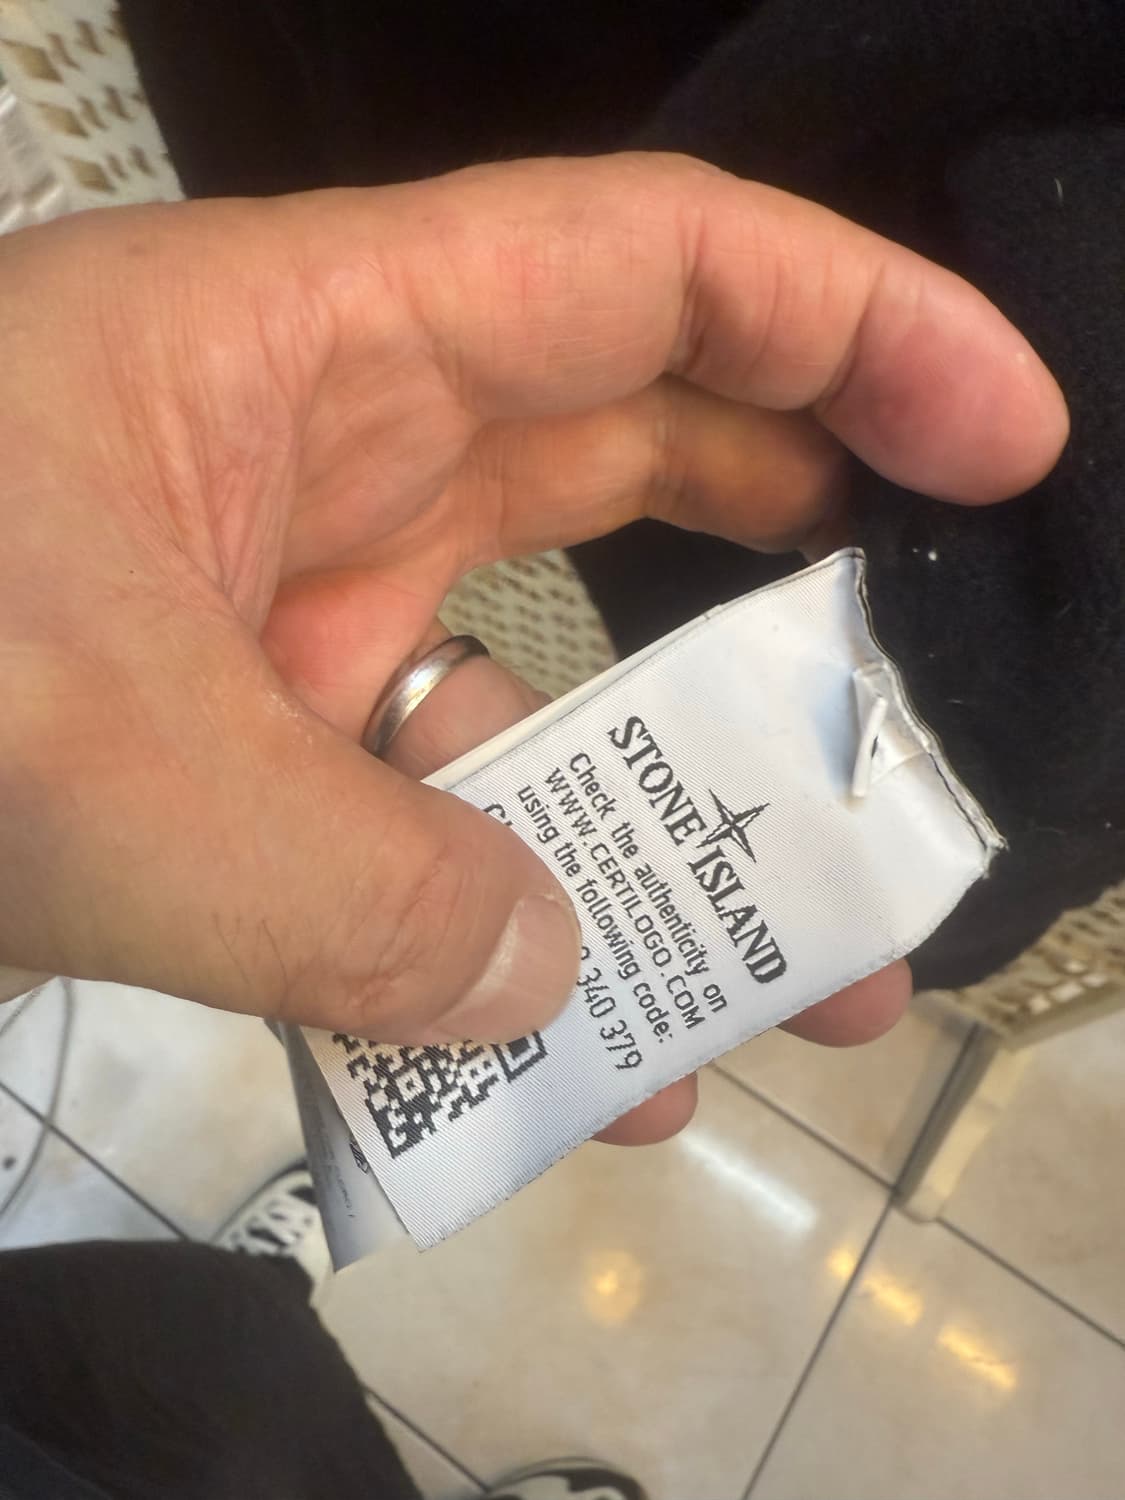 STONE ISLAND
Check the authenticity on
WWW.CERTILOGO.COM
using the following code:
340 379